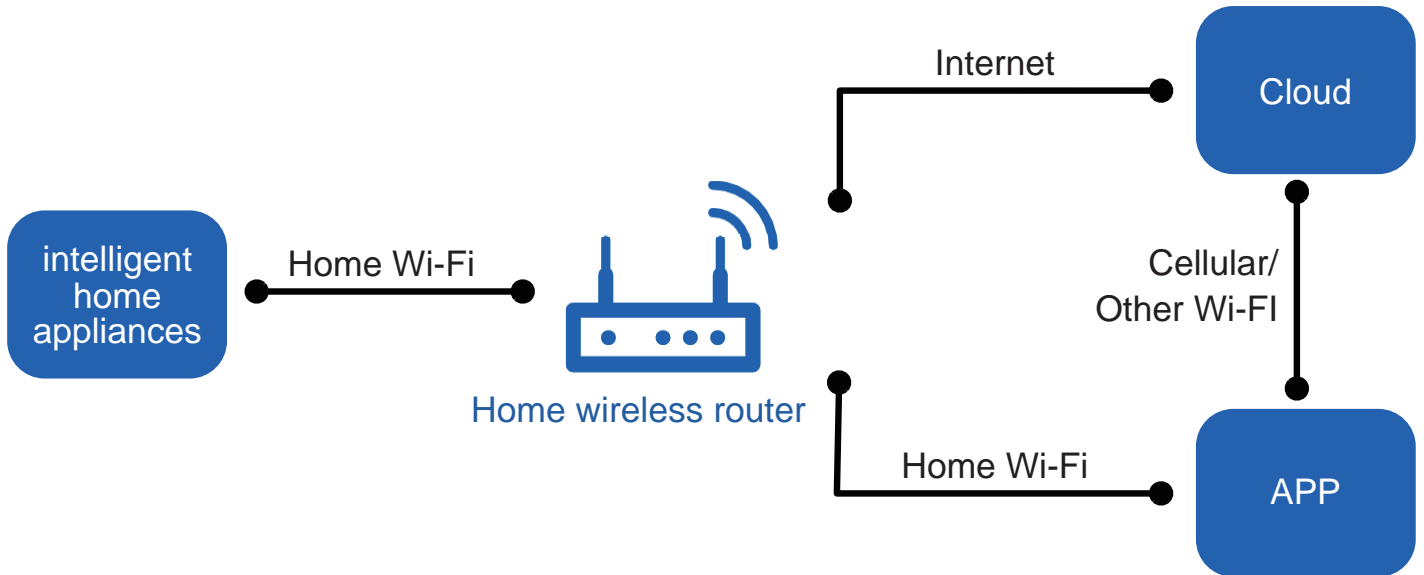 Internet
Cloud
intelligent
home
appliances
Home Wi-Fi
Cellular/
Other Wi-FI
Home wireless router
Home Wi-Fi
APP